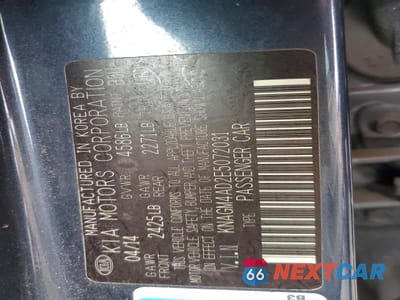 MANUFACTURED IN KOREA BY
KIA MOTORS CORPORATION
04/14 GVWR 4586LB PAINT
GAWR GAWR
FRONT 2425LB REAR 2271LB
THIS VEHICLE CONFORMS TO ALL APPLICABLE
FEDERAL MOTOR VEHICLE SAFETY, BUMPER AND
THEFT PREVENTION STANDARDS IN EFFECT ON
THE DATE OF MANUFACTURE SHOWN ABOVE.
V.I.N: KNAGM4AD2E5072031
TYPE: PASSENGER CAR
66 NEXTCAR